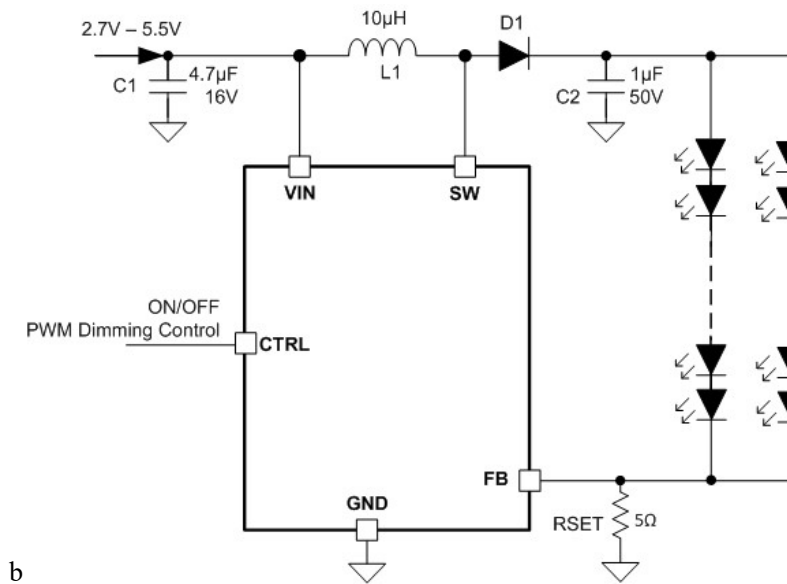 10µH
D1
2.7V – 5.5V
4.7µF
1µF
C1
16V
L1
C2
50V
VIN
SW
ON/OFF
PWM Dimming Control
CTRL
FB
GND
RSET
5Ω
b